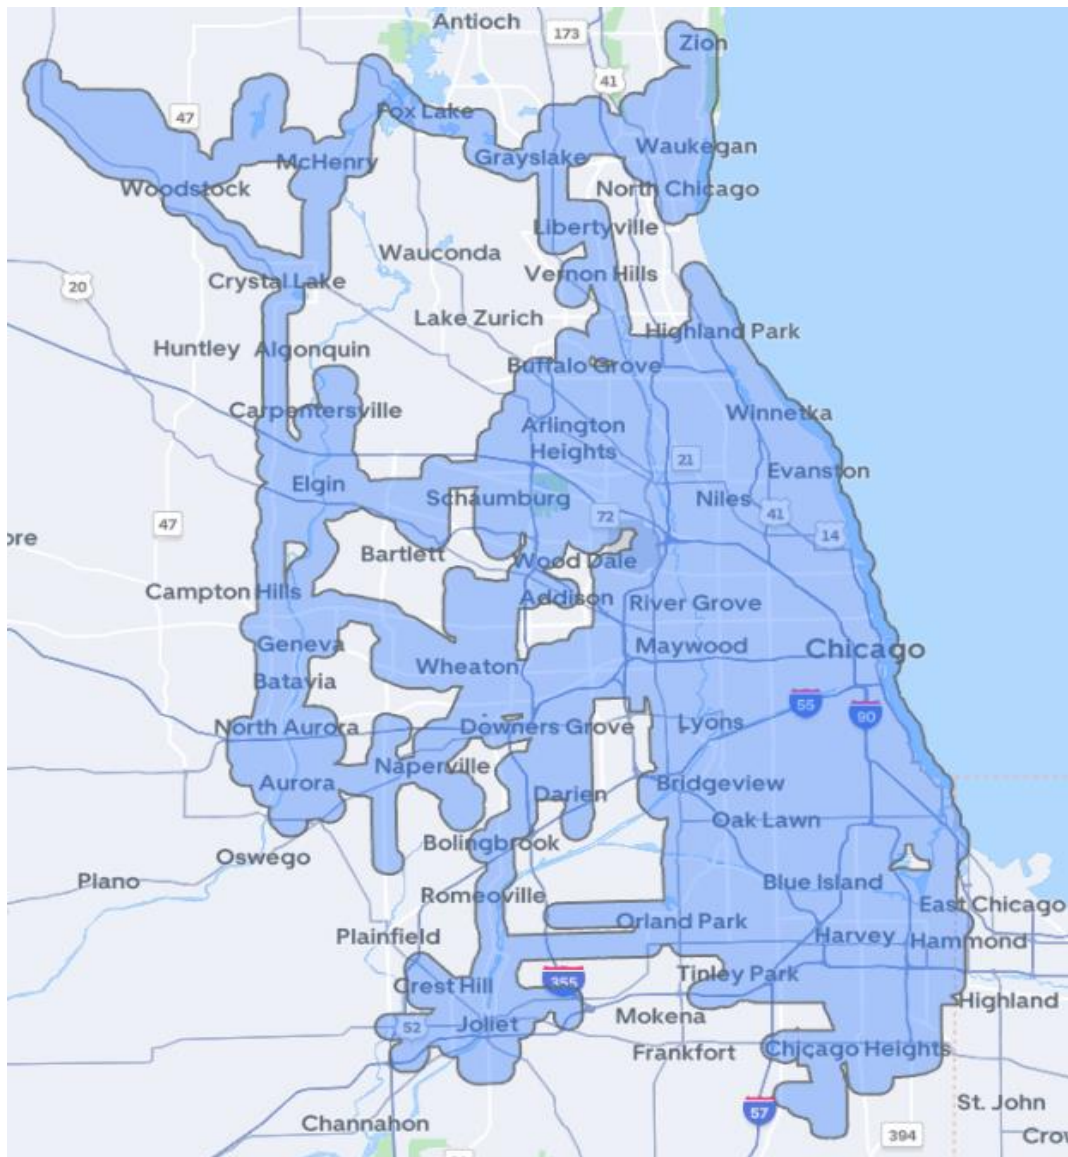 Antioch
173
Zion
41
47
Fox Lake
Waukegan
McHenry
Grayslake
Woodstock
North Chicago
Libertyville
Wauconda
Vernon Hills
Crystal Lake
20
Lake Zurich
Highland Park
Huntley
Algonquin
Buffalo Grove
Carpentersville
Winnetka
Arlington
Heights
21
Evanston
Elgin
Schaumburg
Niles
41
47
72
14
ore
Bartlett
Wood Dale
Campton Hills
Addison
River Grove
Geneva
Maywood
Chicago
Wheaton
Batavia
55
90
North Aurora
Downers Grove
Lyons
Naperville
Aurora
Darien
Bridgeview
Oak Lawn
Bolingbrook
Oswego
Plano
Blue Island
Romeoville
East Chicago
Orland Park
Plainfield
Harvey
Hammond
Tinley Park
Crest Hill
355
Highland
Mokena
52
Joliet
Frankfort
Chicago Heights
St. John
57
Channahon
394
Crow